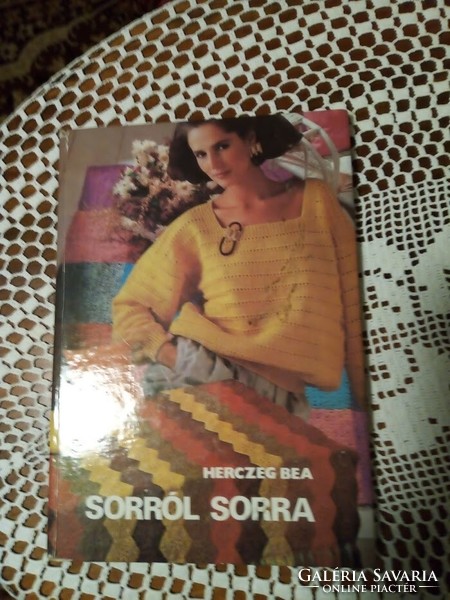 HERCZEG BEA
SORRÓL SORRA
GALÉRIA SAVARIA
ONLINE PIACTÉR